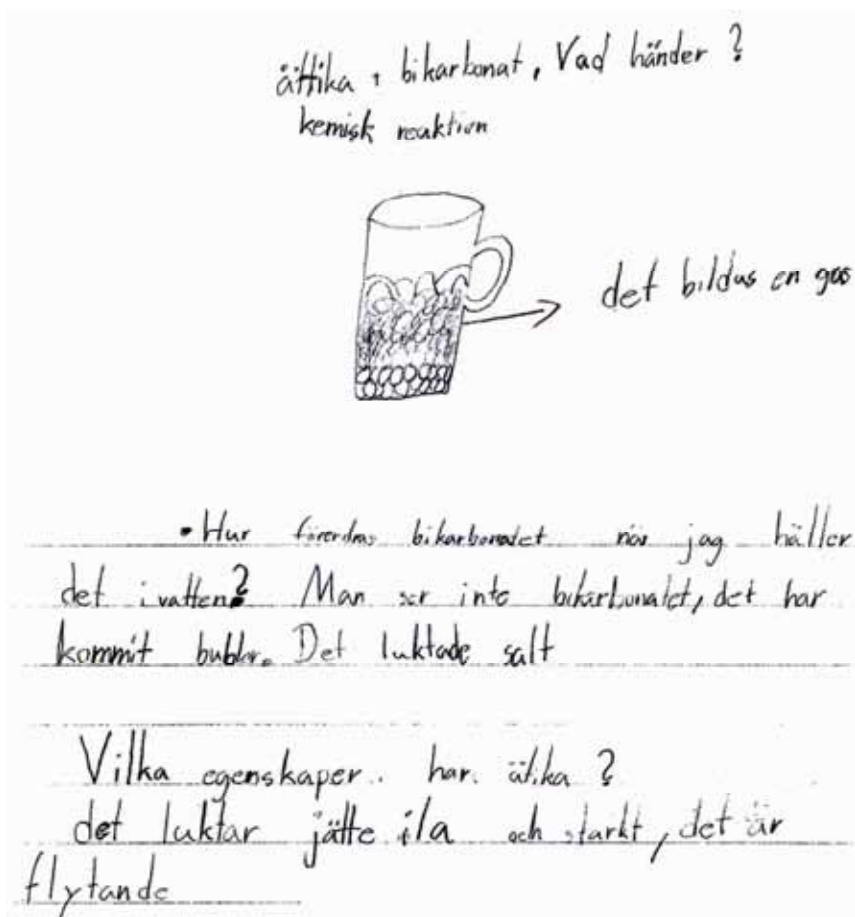 ättika + bikarbonat, Vad händer ?
kemisk reaktion
det bildas en gas
• Hur förerdras bikarbonatet när jag häller
det i vatten? Man ser inte bikarbonatet, det har
kommit bubblor. Det luktade salt
Vilka egenskaper har ätika ?
det luktar jätte ila och starkt, det är
flytande